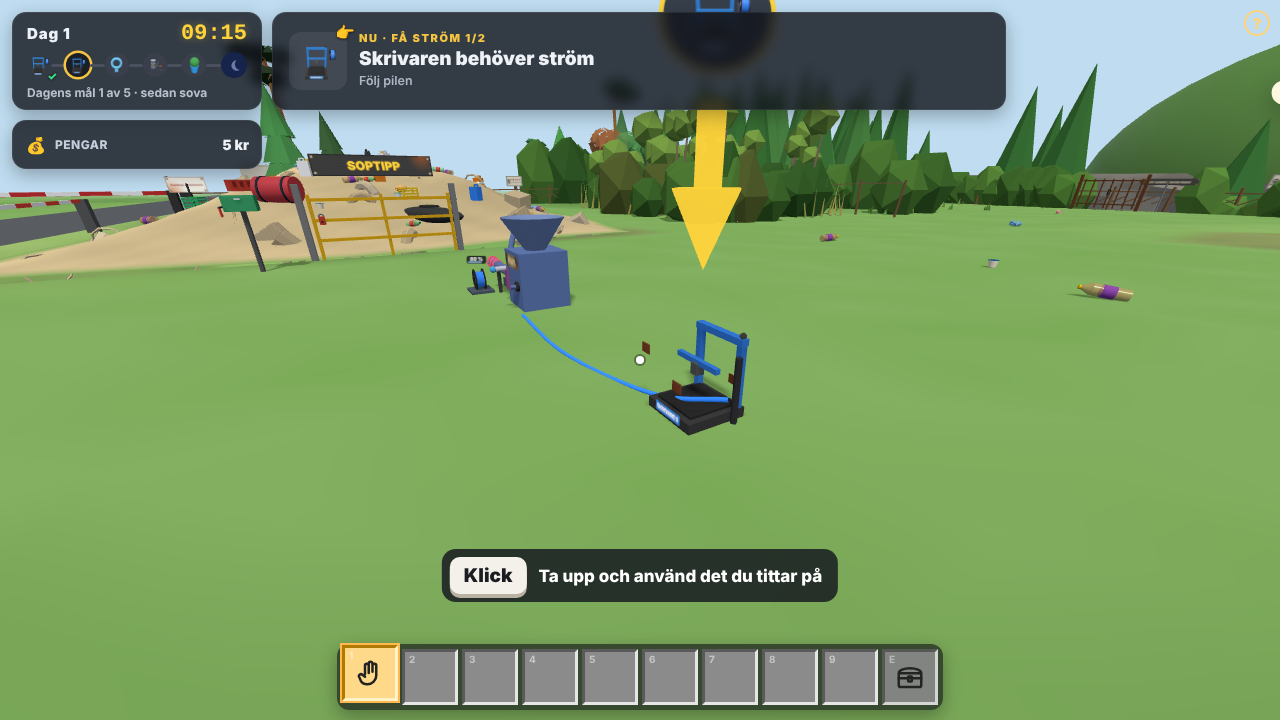 Dag 1
09:15
Dagens mål 1 av 5 · sedan sova
PENGAR
5 kr
NU · FÅ STRÖM 1/2
Skrivaren behöver ström
Följ pilen
SOPTIPP
Klick
Ta upp och använd det du tittar på
1
2
3
4
5
6
7
8
9
E